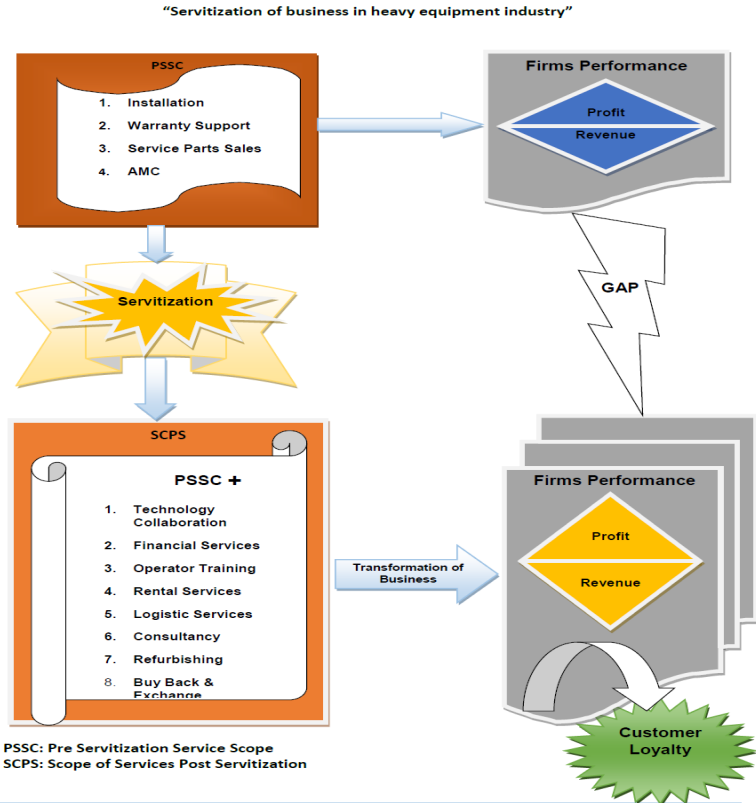 “Servitization of business in heavy equipment industry”
PSSC
1. Installation
2. Warranty Support
3. Service Parts Sales
4. AMC
Firms Performance
Profit
Revenue
Servitization
GAP
SCPS
PSSC +
1. Technology
Collaboration
2. Financial Services
3. Operator Training
4. Rental Services
5. Logistic Services
6. Consultancy
7. Refurbishing
8. Buy Back &
Exchange
Transformation of
Business
Firms Performance
Profit
Revenue
Customer
Loyalty
PSSC: Pre Servitization Service Scope
SCPS: Scope of Services Post Servitization